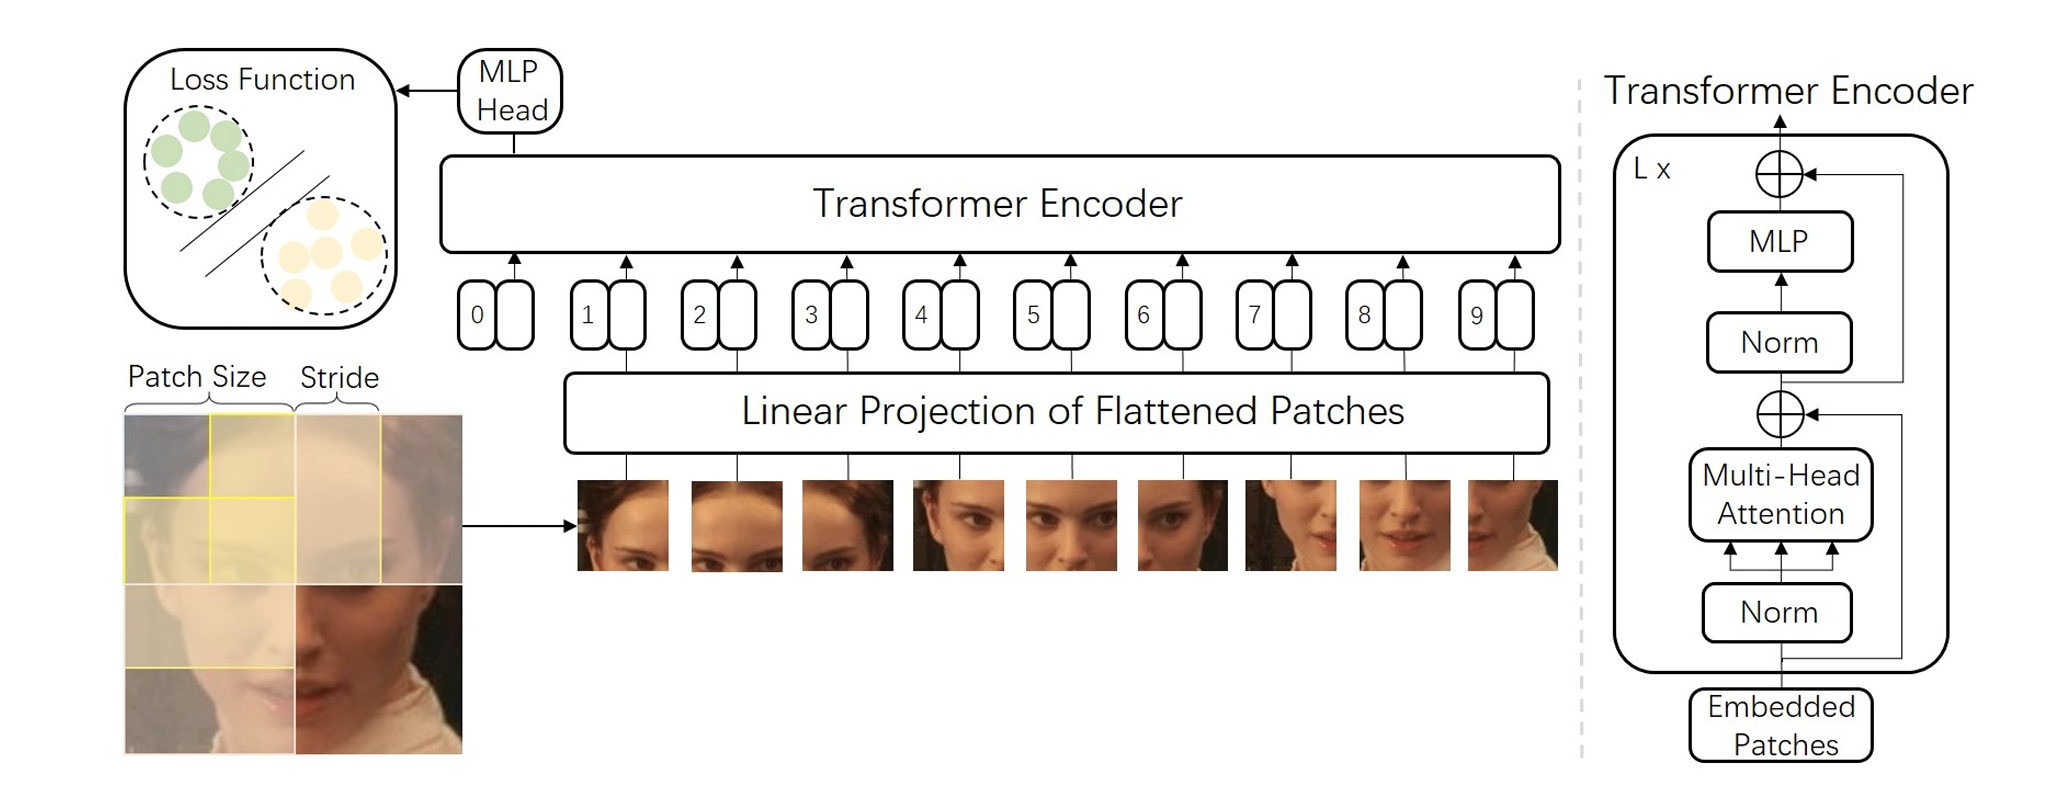 Loss Function
MLP
Head
Transformer Encoder
0 1 2 3 4 5 6 7 8 9
Patch Size Stride
Linear Projection of Flattened Patches
Transformer Encoder
L x
MLP
Norm
Multi-Head
Attention
Norm
Embedded
Patches